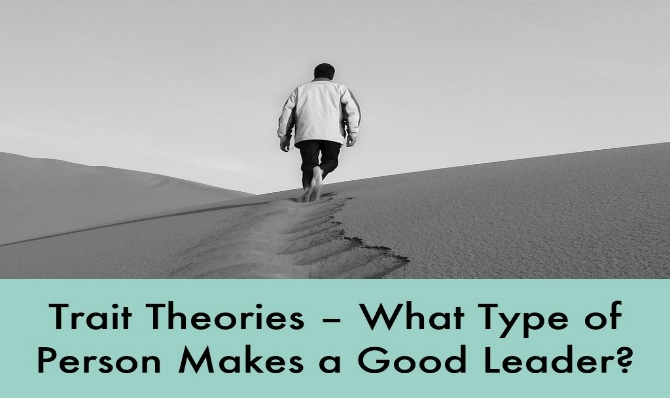 Trait Theories – What Type of
Person Makes a Good Leader?